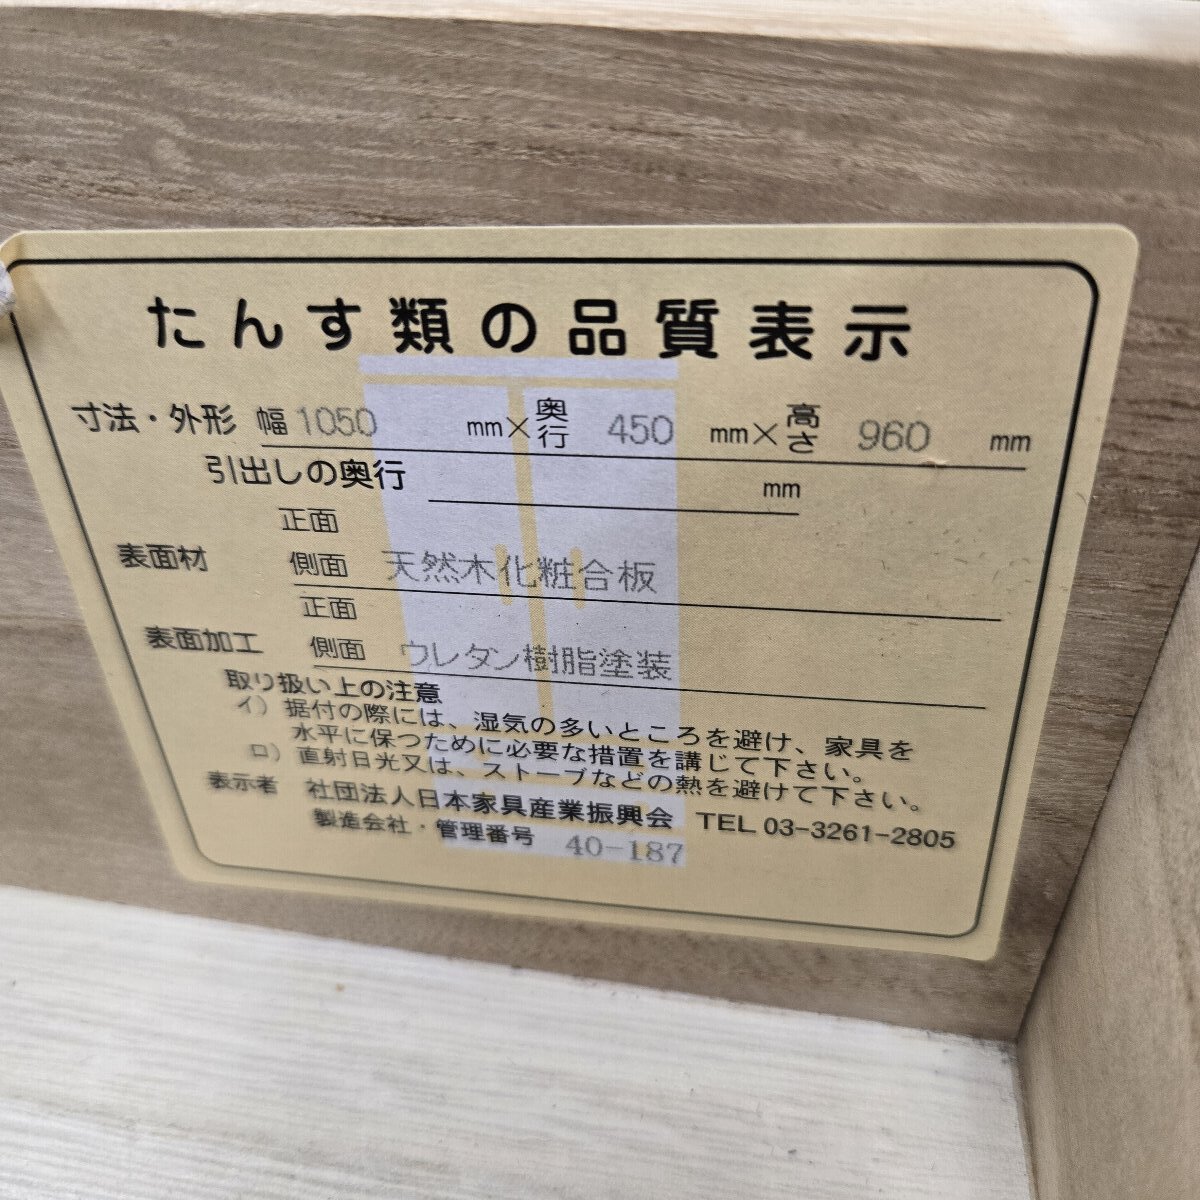 たんす類の品質表示
寸法・外形 幅 1050 mm×奥行 450 mm×高さ 960 mm
引出しの奥行 mm
正面
表面材 側面 天然木化粧合板
正面
表面加工 側面 ウレタン樹脂塗装
取り扱い上の注意
イ）据付の際には、湿気の多いところを避け、家具を
水平に保つために必要な措置を講じて下さい。
ロ）直射日光又は、ストーブなどの熱を避けて下さい。
表示者 社団法人日本家具産業振興会 TEL 03-3261-2805
製造会社・管理番号 40-187